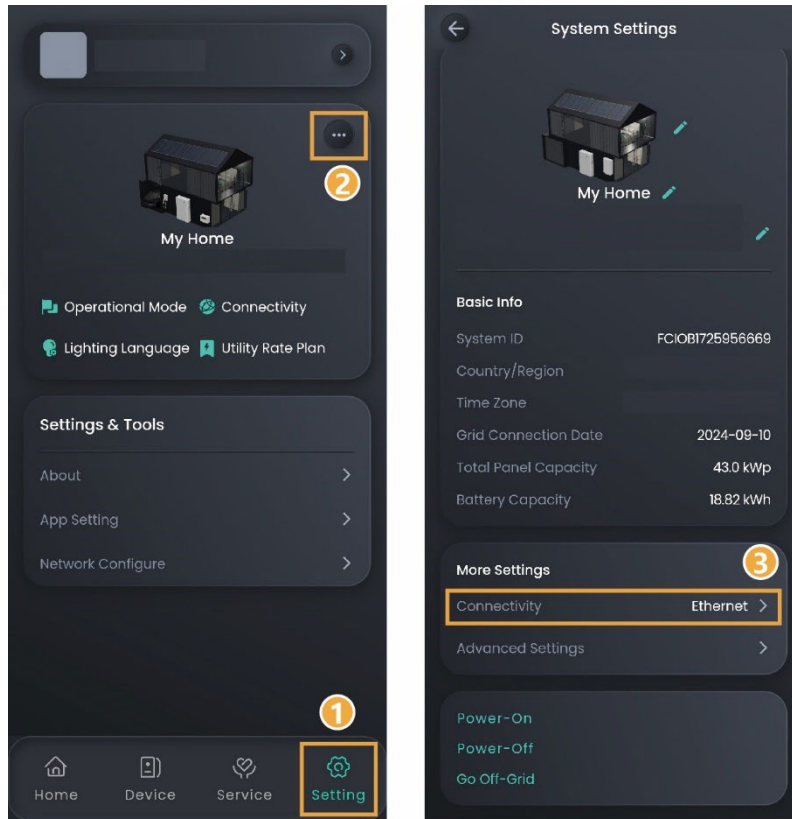 2
My Home
Operational Mode
Connectivity
Lighting Language
Utility Rate Plan
Settings & Tools
About
App Setting
Network Configure
1
Home
Device
Service
Setting
System Settings
My Home
Basic Info
System ID FCIOB1725956669
Country/Region
Time Zone
Grid Connection Date 2024-09-10
Total Panel Capacity 43.0 kWp
Battery Capacity 18.82 kWh
3
More Settings
Connectivity Ethernet
Advanced Settings
Power-On
Power-Off
Go Off-Grid